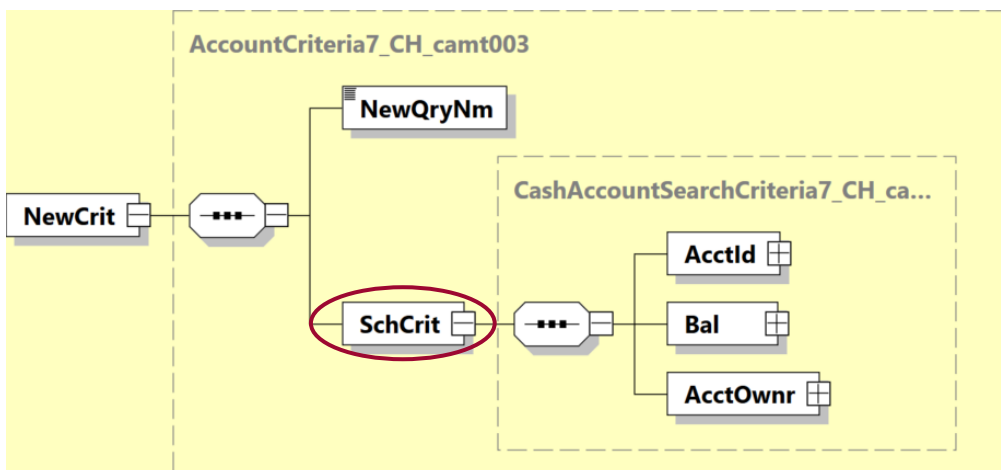 AccountCriteria7_CH_camt003
NewQryNm
CashAccountSearchCriteria7_CH_ca...
NewCrit
AcctId
SchCrit
Bal
AcctOwnr